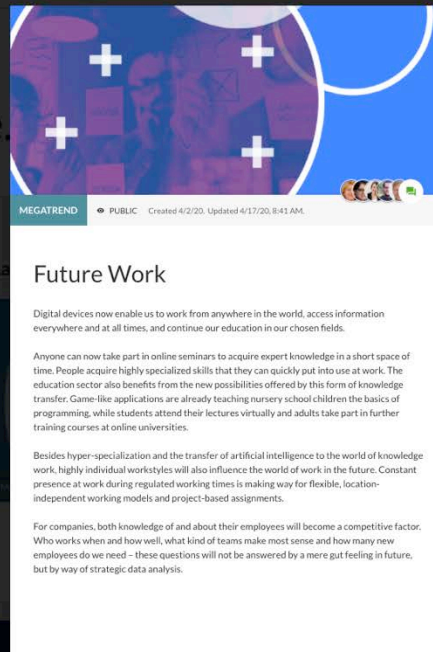 MEGATREND PUBLIC Created 4/2/20. Updated 4/17/20, 8:41 AM.
Future Work
Digital devices now enable us to work from anywhere in the world, access information
everywhere and at all times, and continue our education in our chosen fields.
Anyone can now take part in online seminars to acquire expert knowledge in a short space of
time. People acquire highly specialized skills that they can quickly put into use at work. The
education sector also benefits from the new possibilities offered by this form of knowledge
transfer. Game-like applications are already teaching nursery school children the basics of
programming, while students attend their lectures virtually and adults take part in further
training courses at online universities.
Besides hyper-specialization and the transfer of artificial intelligence to the world of knowledge
work, highly individual workstyles will also influence the world of work in the future. Constant
presence at work during regulated working times is making way for flexible, location-
independent working models and project-based assignments.
For companies, both knowledge of and about their employees will become a competitive factor.
Who works when and how well, what kind of teams make most sense and how many new
employees do we need – these questions will not be answered by a mere gut feeling in future,
but by way of strategic data analysis.